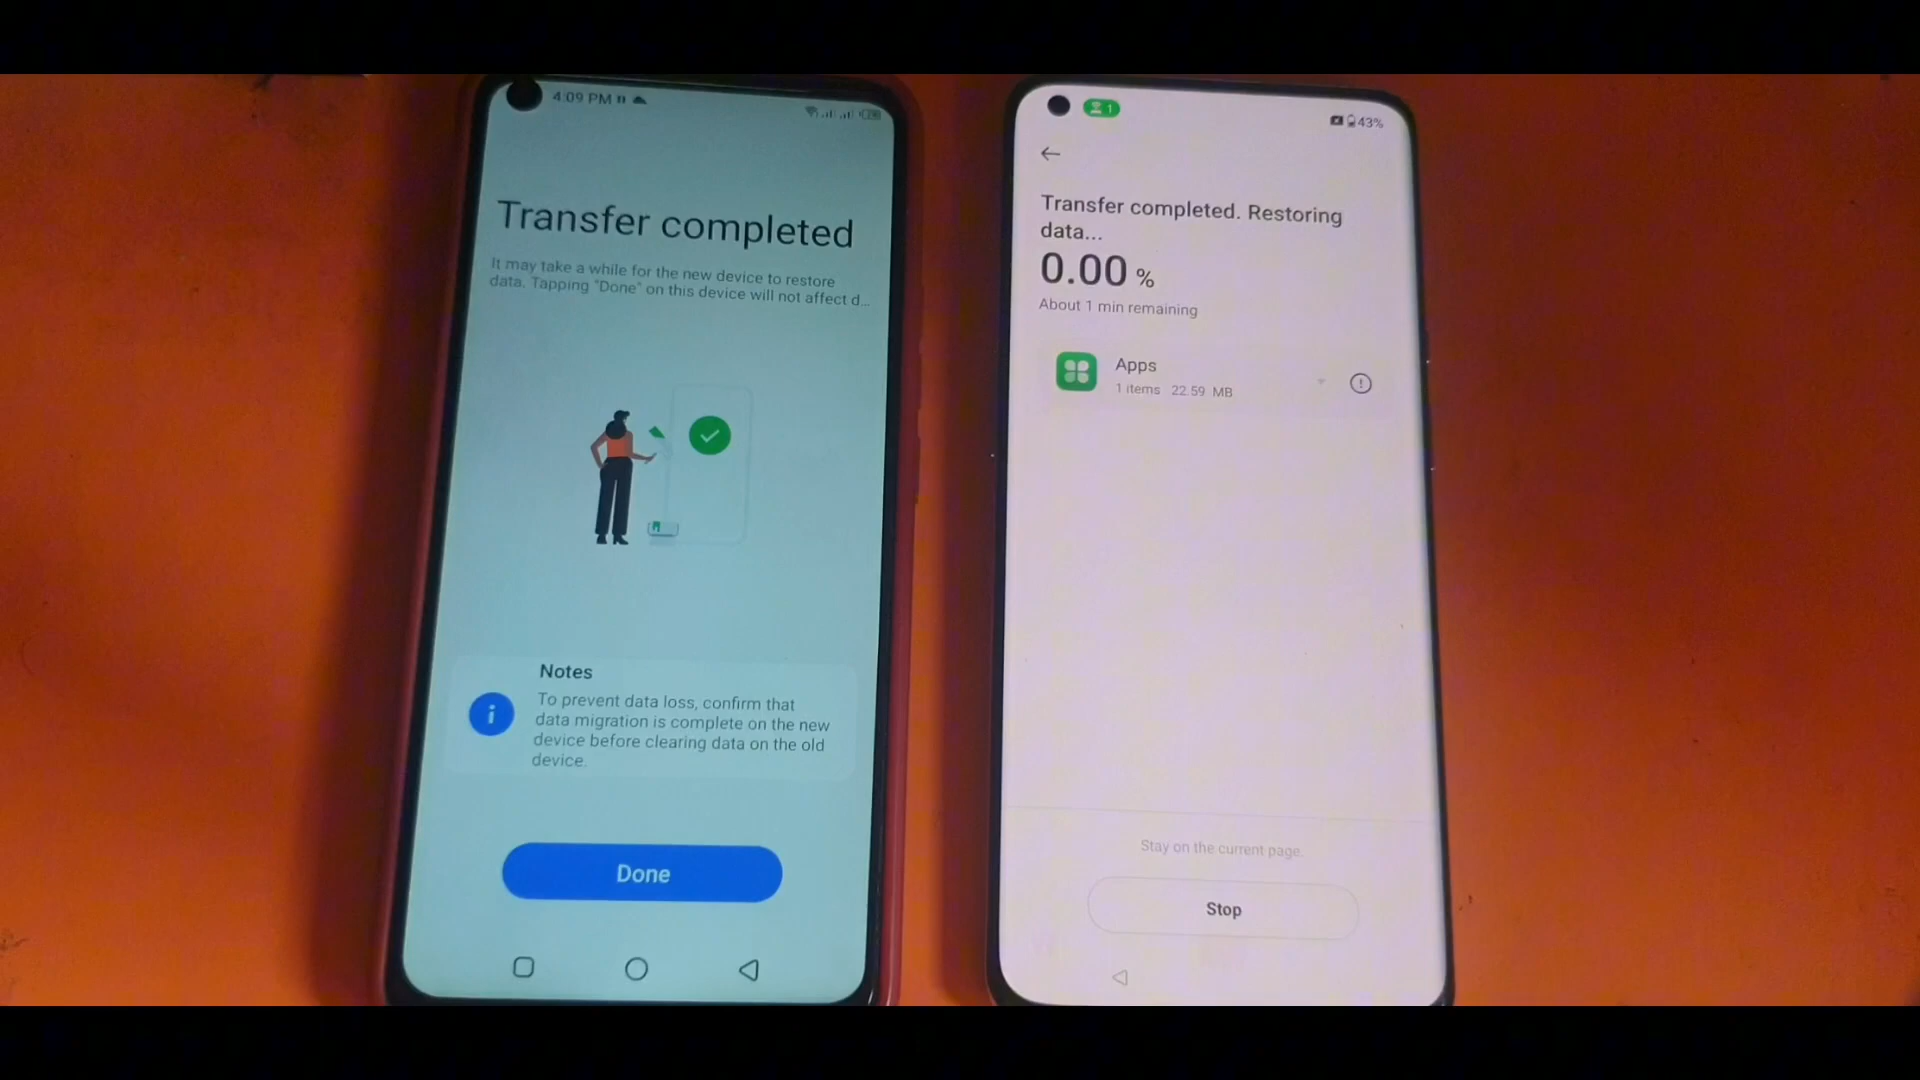 4:09 PM
Transfer completed
It may take a while for the new device to restore
data. Tapping "Done" on this device will not affect d...
Notes
To prevent data loss, confirm that
data migration is complete on the new
device before clearing data on the old
device.
Done
1
43%
Transfer completed. Restoring
data...
0.00 %
About 1 min remaining
Apps
1 items 22.59 MB
Stay on the current page.
Stop